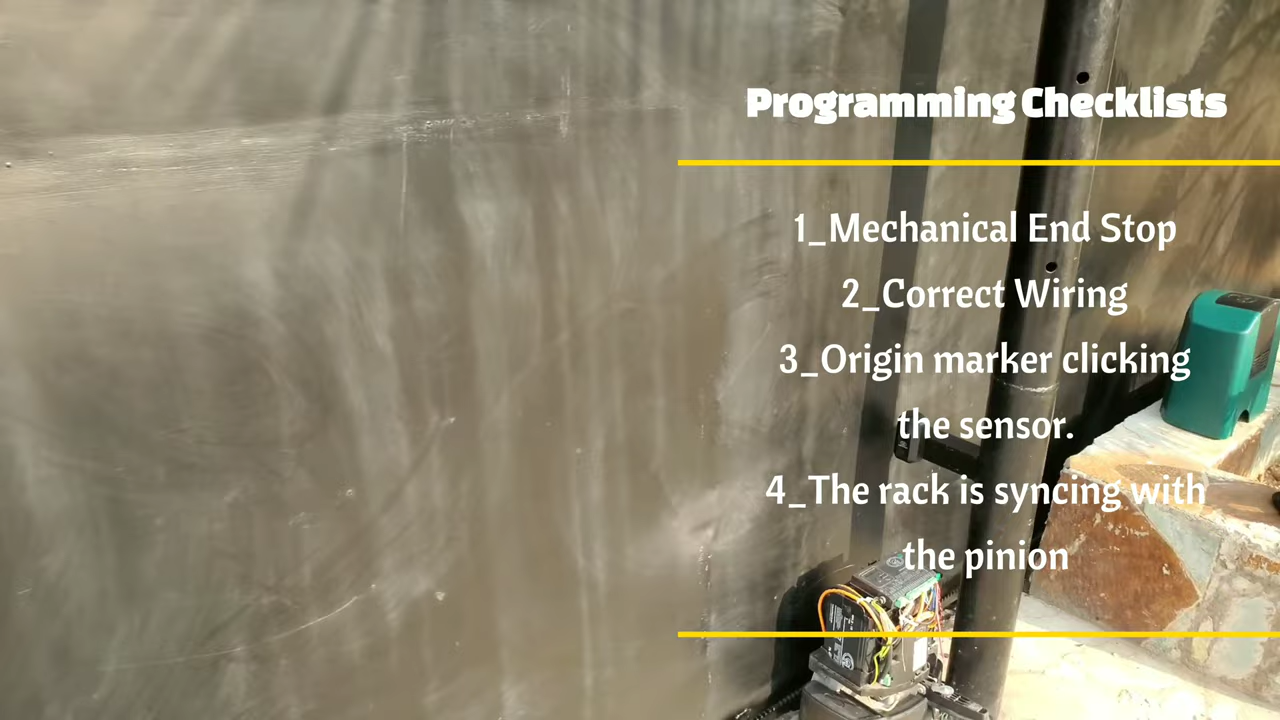 Programming Checklists
1_Mechanical End Stop
2_Correct Wiring
3_Origin marker clicking
the sensor.
4_The rack is syncing with
the pinion